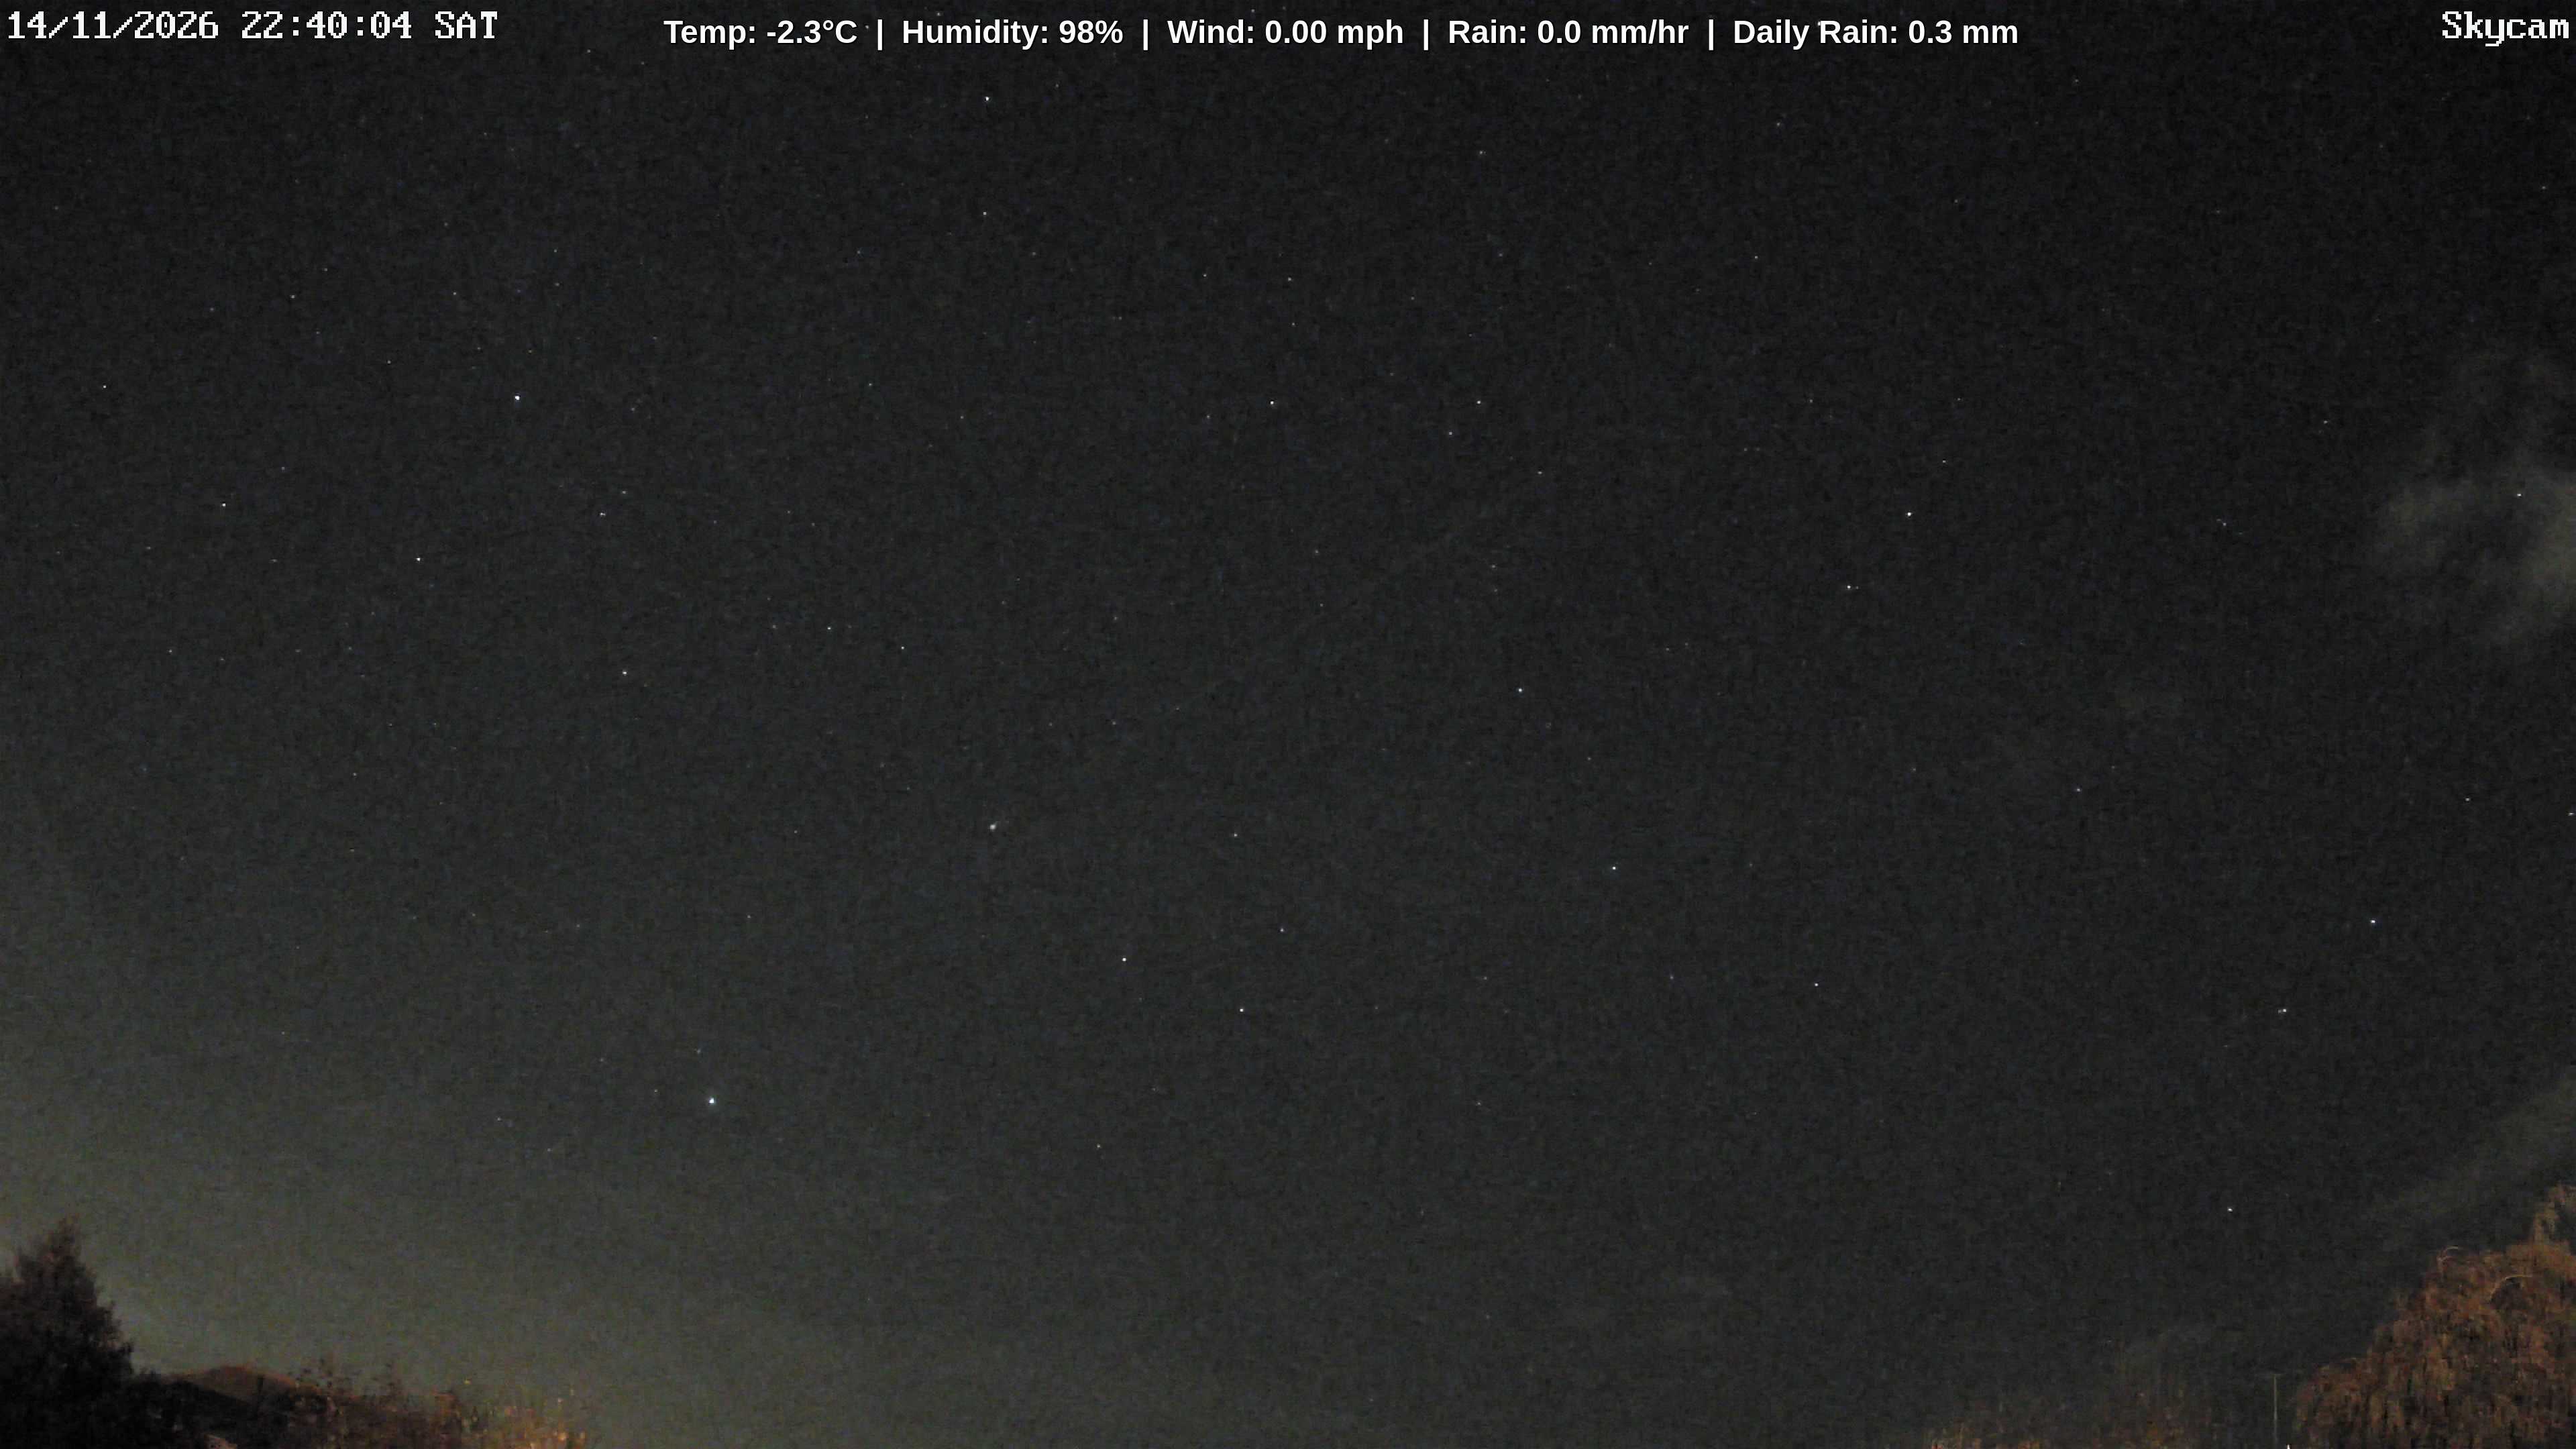 14/11/2026 22:40:04 SAT
Temp: -2.3°C | Humidity: 98% | Wind: 0.00 mph | Rain: 0.0 mm/hr | Daily Rain: 0.3 mm
Skycam